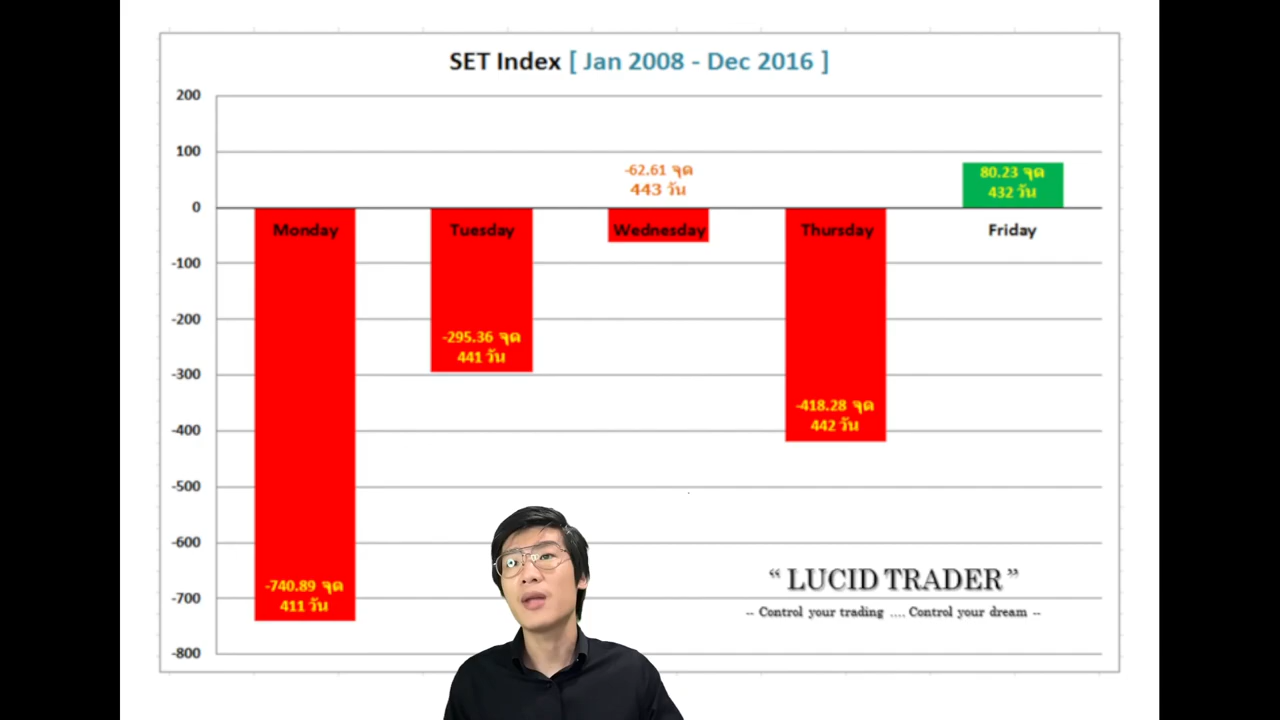 SET Index [ Jan 2008 - Dec 2016 ]
200
100
0
-100
-200
-300
-400
-500
-600
-700
-800
Monday
-740.89 จุด
411 วัน
Tuesday
-295.36 จุด
441 วัน
-62.61 จุด
443 วัน
Wednesday
Thursday
-418.28 จุด
442 วัน
80.23 จุด
432 วัน
Friday
“ LUCID TRADER ”
-- Control your trading .... Control your dream --